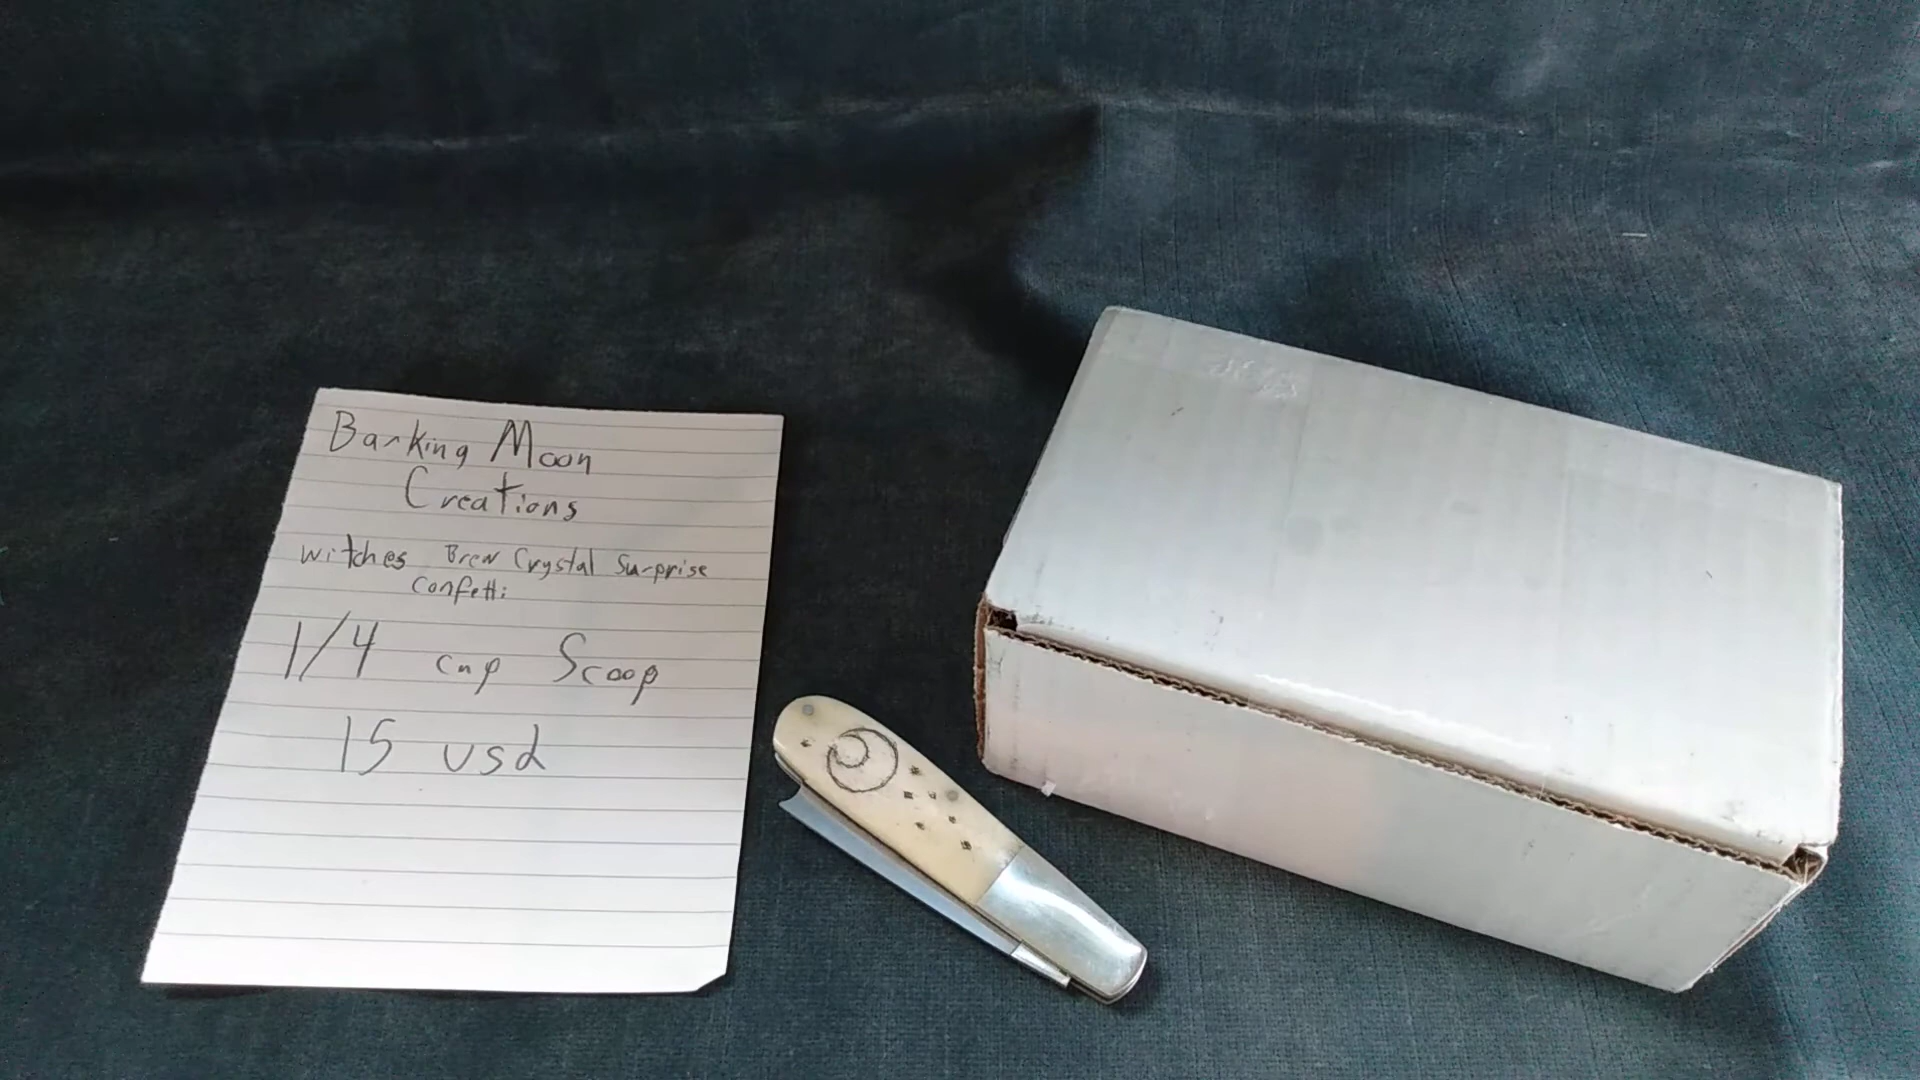 Barking Moon
Creations
witches Brew Crystal Surprise
Confetti
1/4 cup Scoop
15 usd